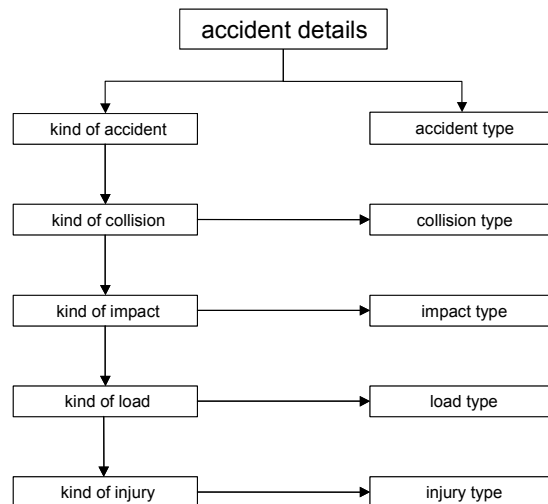 accident details
kind of accident
accident type
kind of collision
collision type
kind of impact
impact type
kind of load
load type
kind of injury
injury type